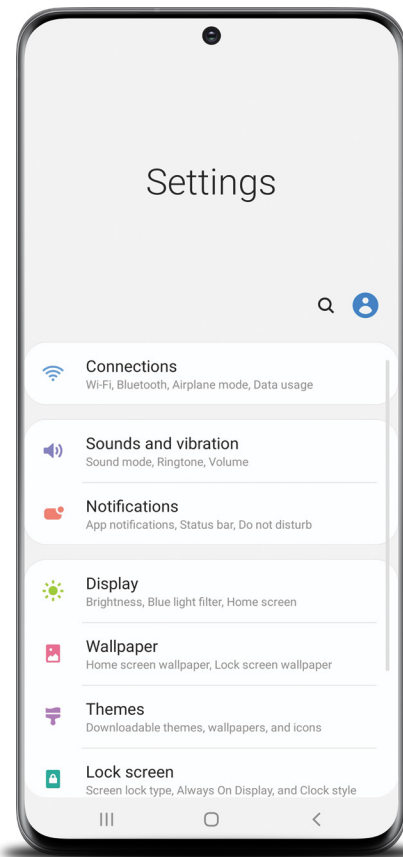 Settings
Connections
Wi-Fi, Bluetooth, Airplane mode, Data usage
Sounds and vibration
Sound mode, Ringtone, Volume
Notifications
App notifications, Status bar, Do not disturb
Display
Brightness, Blue light filter, Home screen
Wallpaper
Home screen wallpaper, Lock screen wallpaper
Themes
Downloadable themes, wallpapers, and icons
Lock screen
Screen lock type, Always On Display, and Clock style